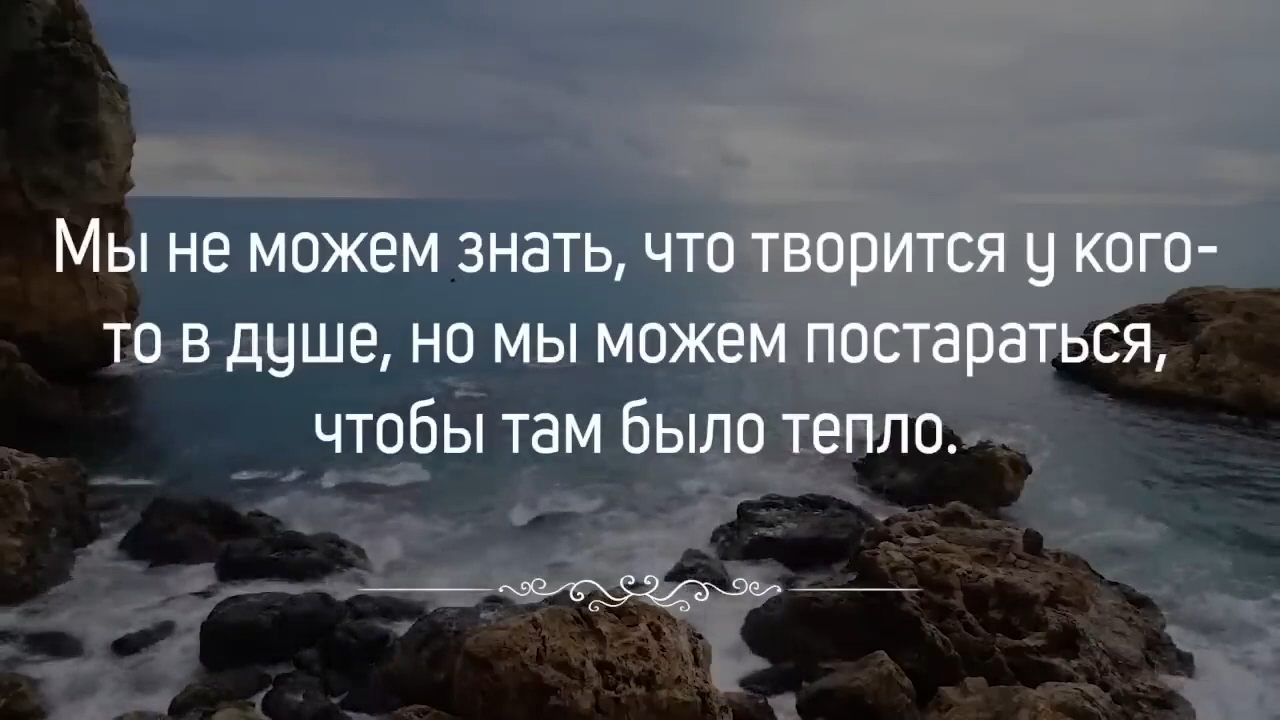 Мы не можем знать, что творится у кого-
то в душе, но мы можем постараться,
чтобы там было тепло.